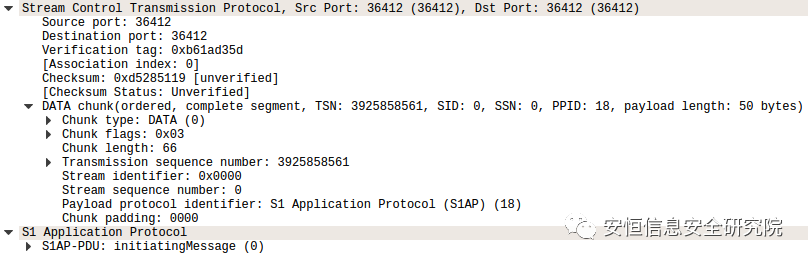 Stream Control Transmission Protocol, Src Port: 36412 (36412), Dst Port: 36412 (36412)
Source port: 36412
Destination port: 36412
Verification tag: 0xb61ad35d
[Association index: 0]
Checksum: 0xd5285119 [unverified]
[Checksum Status: Unverified]
DATA chunk(ordered, complete segment, TSN: 3925858561, SID: 0, SSN: 0, PPID: 18, payload length: 50 bytes)
Chunk type: DATA (0)
Chunk flags: 0x03
Chunk length: 66
Transmission sequence number: 3925858561
Stream identifier: 0x0000
Stream sequence number: 0
Payload protocol identifier: S1 Application Protocol (S1AP) (18)
Chunk padding: 0000
S1 Application Protocol
S1AP-PDU: initiatingMessage (0)
安恒信息安全研究院